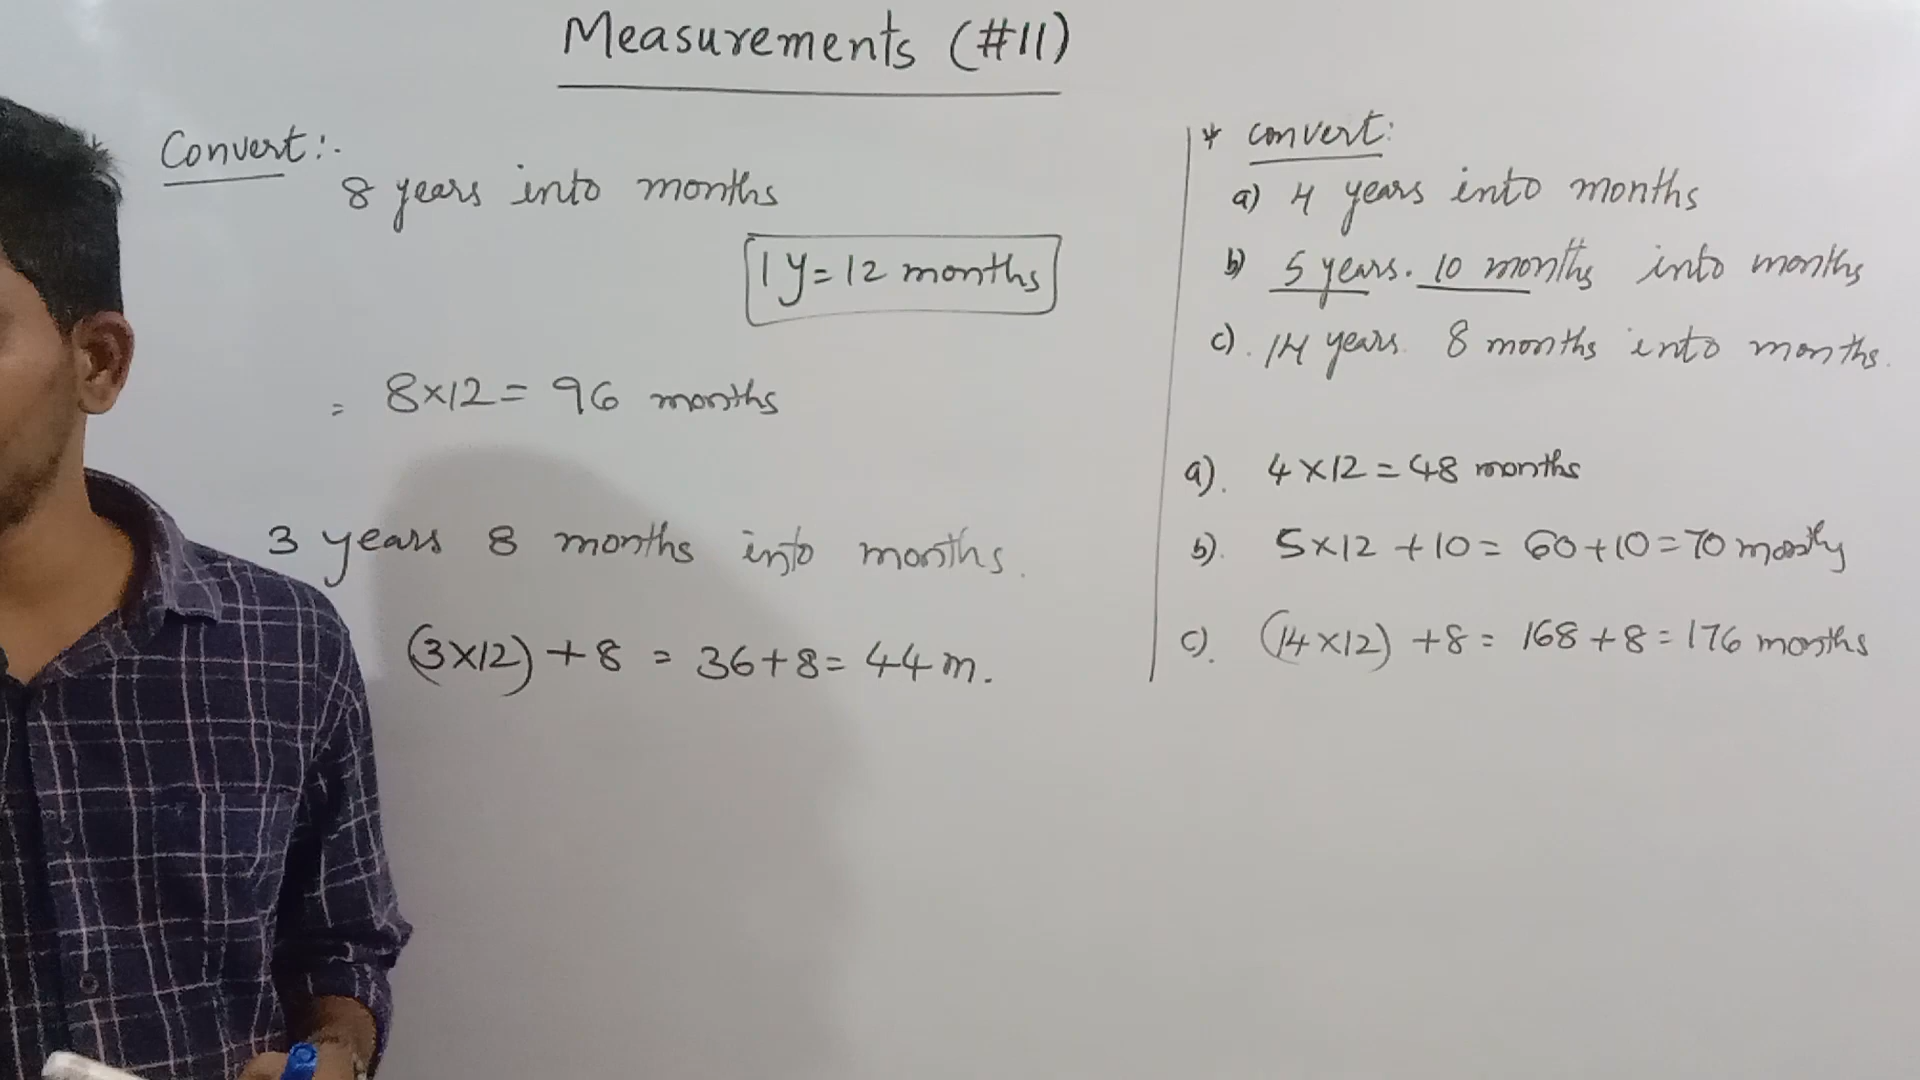 Measurements (#11)
Convert:-
8 years into months
1 y = 12 months
= 8×12 = 96 months
3 years 8 months into months.
(3×12) + 8 = 36 + 8 = 44 m.
* convert:
a) 4 years into months
b) 5 years. 10 months into months
c). 14 years. 8 months into months.
a). 4 × 12 = 48 months
b). 5×12 + 10 = 60 + 10 = 70 months
c). (14 × 12) + 8 = 168 + 8 = 176 months